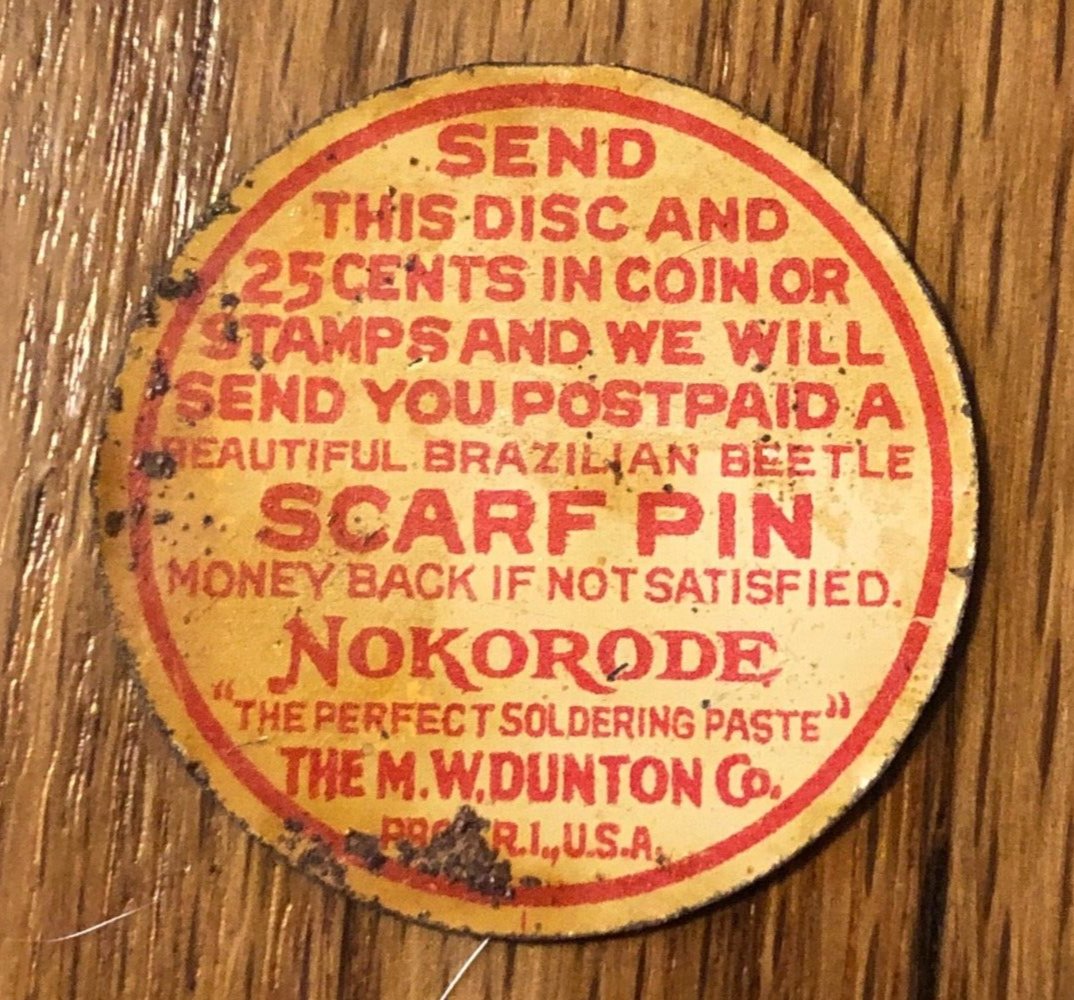 SEND
THIS DISC AND
25 CENTS IN COIN OR
STAMPS AND WE WILL
SEND YOU POSTPAID A
BEAUTIFUL BRAZILIAN BEETLE
SCARF PIN
MONEY BACK IF NOT SATISFIED.
NOKORODE
"THE PERFECT SOLDERING PASTE"
THE M.W. DUNTON CO.
R.I., U.S.A.